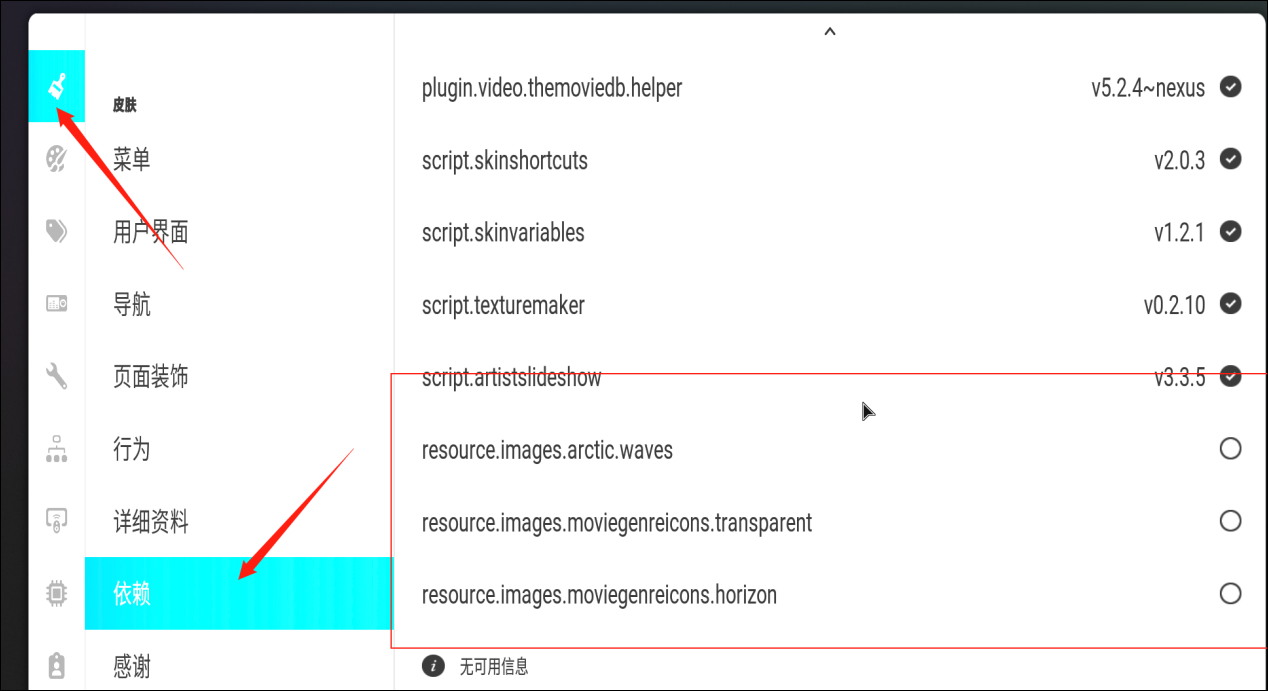 皮肤
菜单
用户界面
导航
页面装饰
行为
详细资料
依赖
感谢
plugin.video.themoviedb.helper v5.2.4~nexus
script.skinshortcuts v2.0.3
script.skinvariables v1.2.1
script.texturemaker v0.2.10
script.artistslideshow v3.3.5
resource.images.arctic.waves
resource.images.moviegenreicons.transparent
resource.images.moviegenreicons.horizon
无可用信息